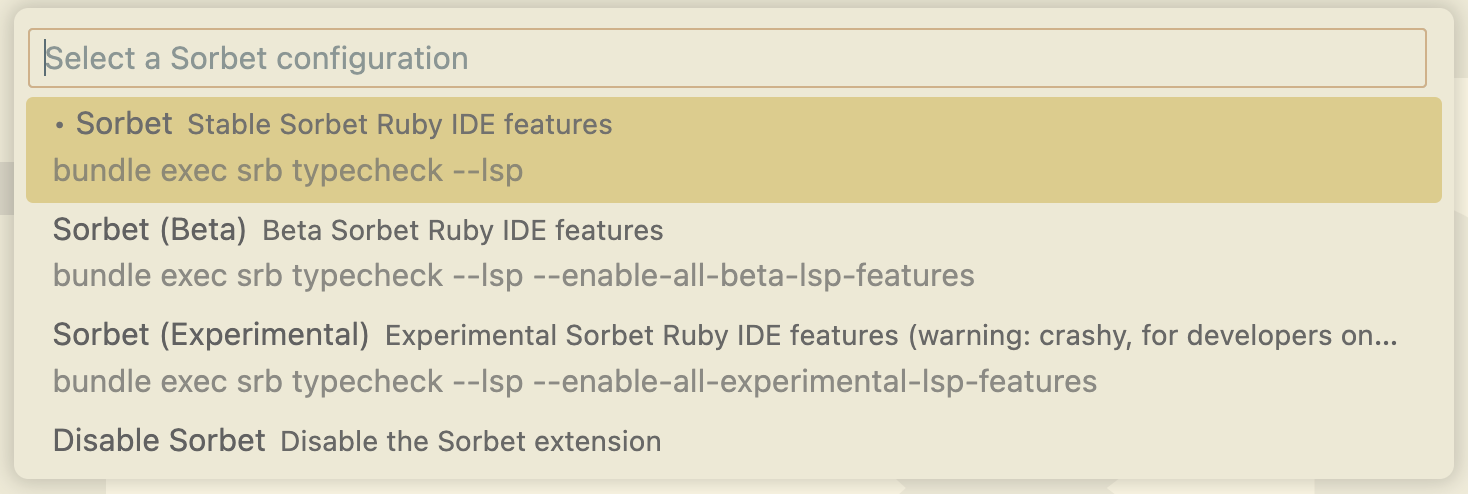 Select a Sorbet configuration
• Sorbet Stable Sorbet Ruby IDE features
bundle exec srb typecheck --lsp
Sorbet (Beta) Beta Sorbet Ruby IDE features
bundle exec srb typecheck --lsp --enable-all-beta-lsp-features
Sorbet (Experimental) Experimental Sorbet Ruby IDE features (warning: crashy, for developers on...
bundle exec srb typecheck --lsp --enable-all-experimental-lsp-features
Disable Sorbet Disable the Sorbet extension